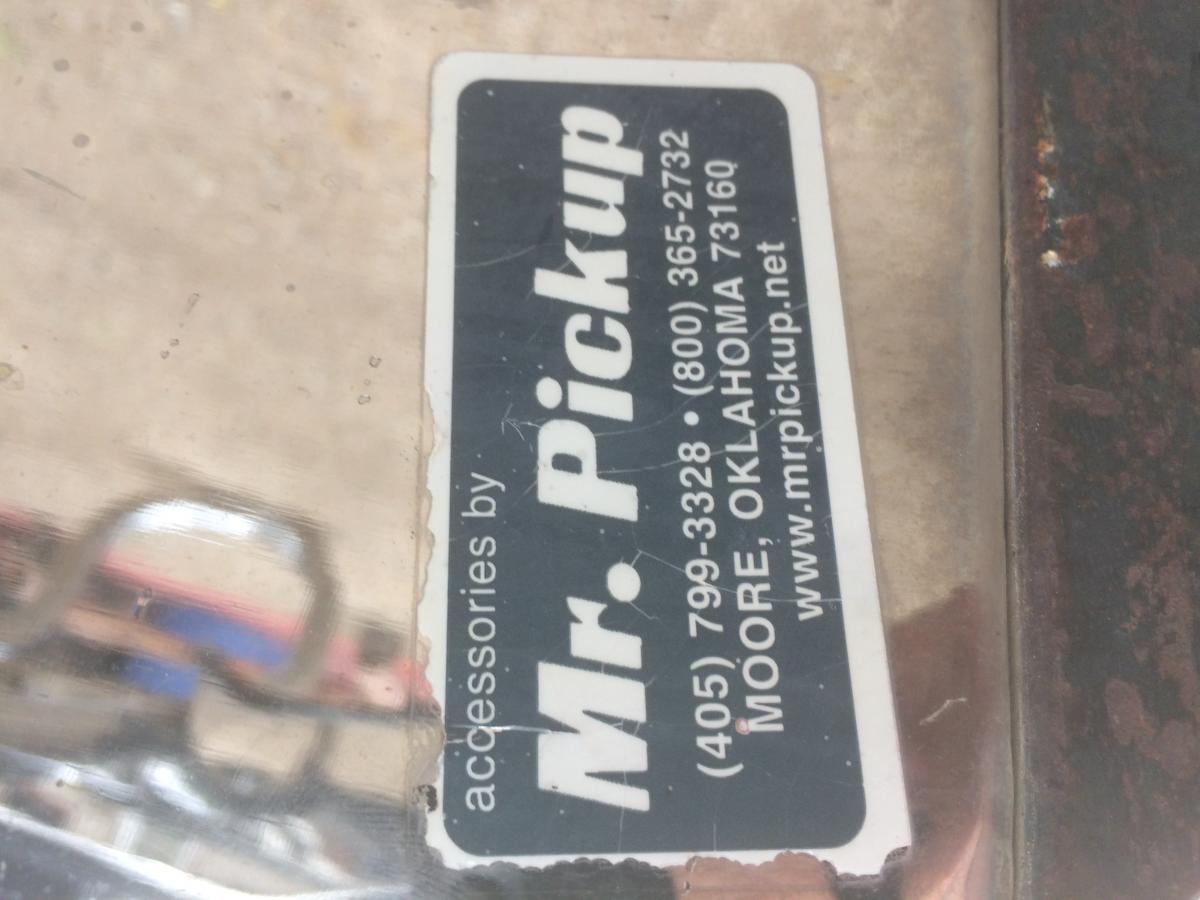 accessories by
Mr. Pickup
(405) 799-3328 • (800) 365-2732
MOORE, OKLAHOMA 73160
www.mrpickup.net